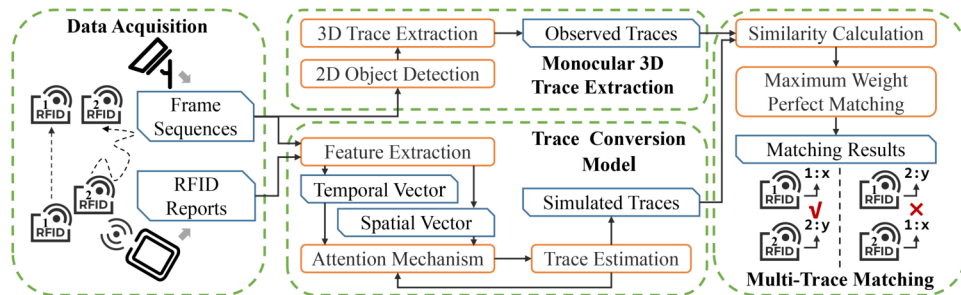 Data Acquisition
1
RFID
2
RFID
Frame
Sequences
2
RFID
1
RFID
RFID
Reports
3D Trace Extraction
Observed Traces
2D Object Detection
Monocular 3D
Trace Extraction
Feature Extraction
Trace Conversion
Model
Temporal Vector
Spatial Vector
Simulated Traces
Attention Mechanism
Trace Estimation
Similarity Calculation
Maximum Weight
Perfect Matching
Matching Results
1
RFID
1:x
2
RFID
2:y
√
×
2
RFID
2:y
1
RFID
1:x
Multi-Trace Matching